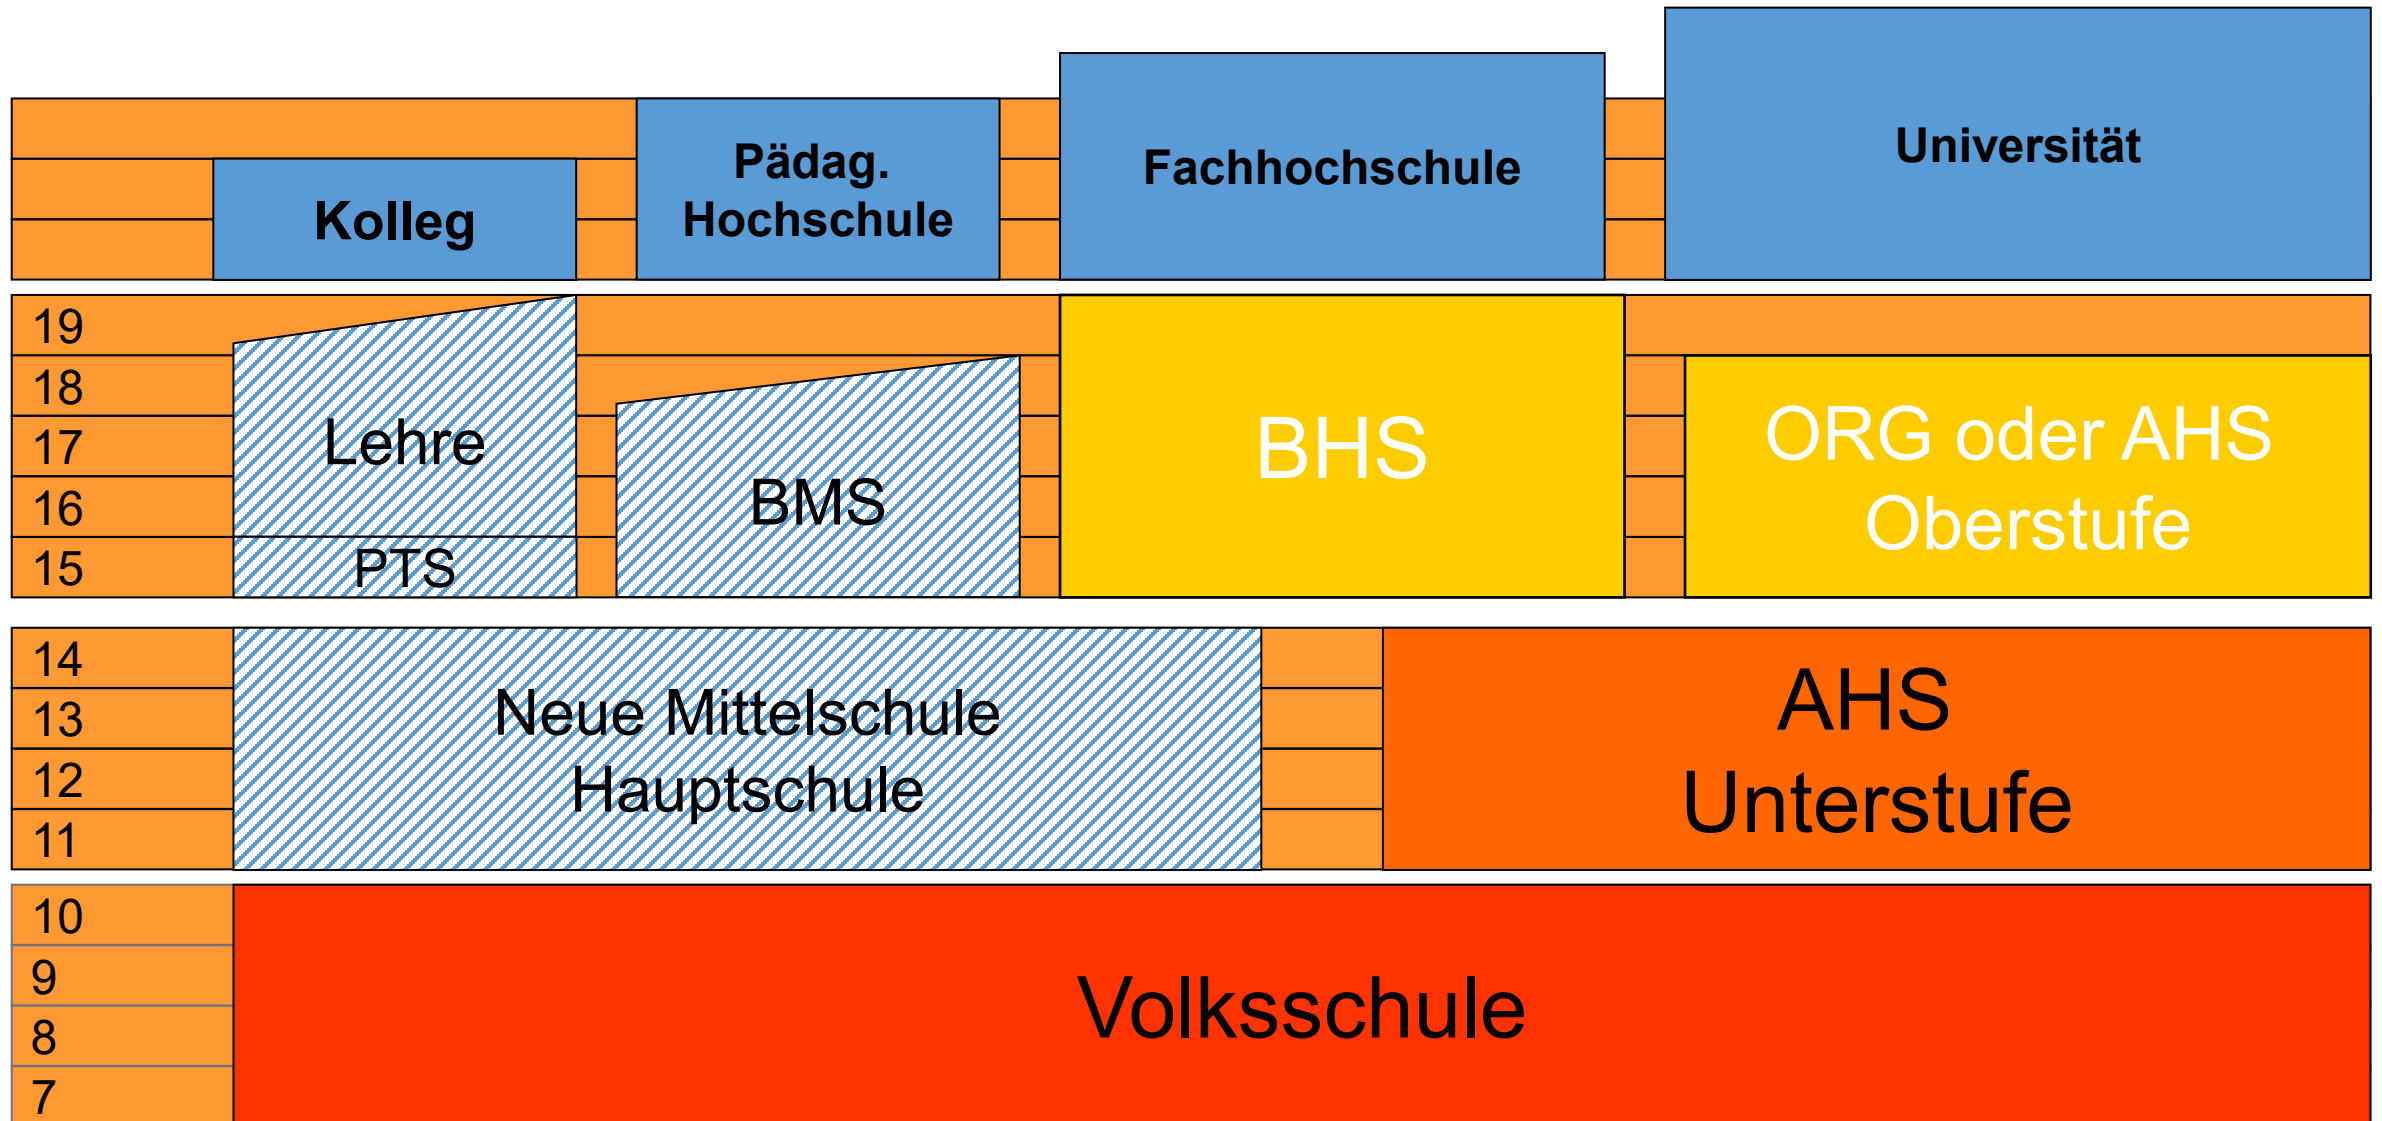 Universität
Pädag.
Hochschule
Fachhochschule
Kolleg
19
18
17
16
15
Lehre
PTS
BMS
BHS
ORG oder AHS
Oberstufe
14
13
12
11
Neue Mittelschule
Hauptschule
AHS
Unterstufe
10
9
8
7
Volksschule